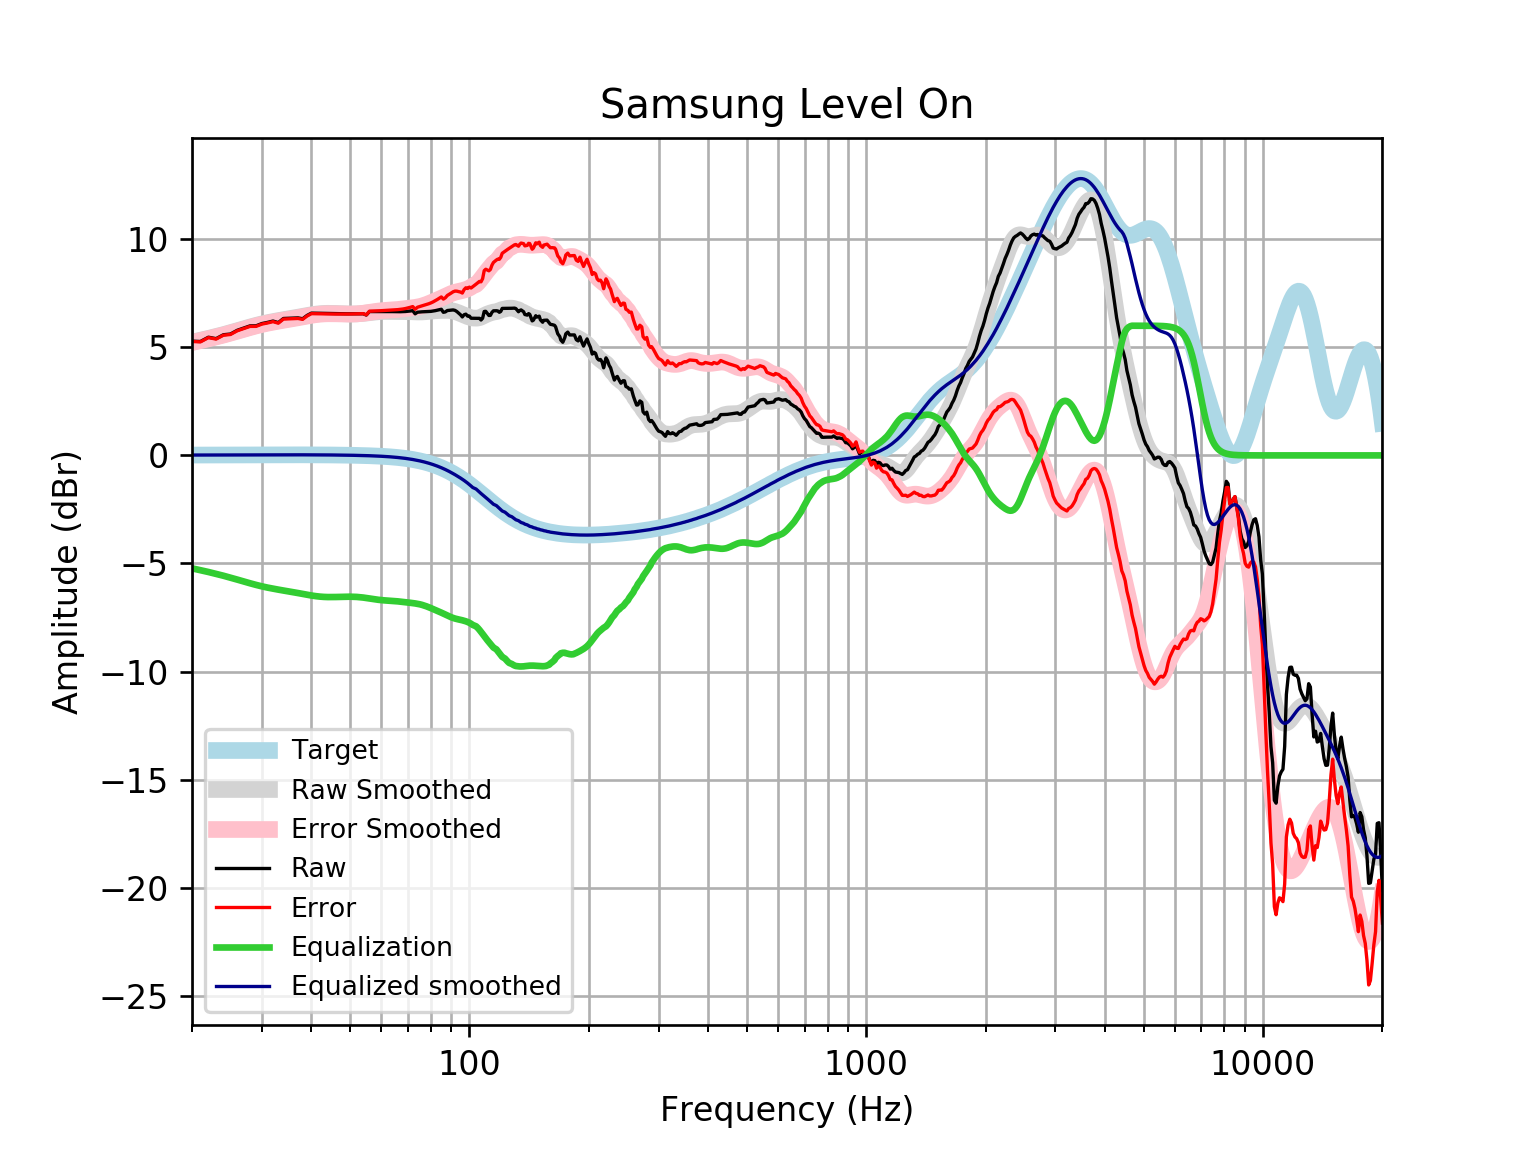 Samsung Level On
Amplitude (dBr)
10
5
0
−5
−10
−15
−20
−25
Target
Raw Smoothed
Error Smoothed
Raw
Error
Equalization
Equalized smoothed
100
1000
10000
Frequency (Hz)